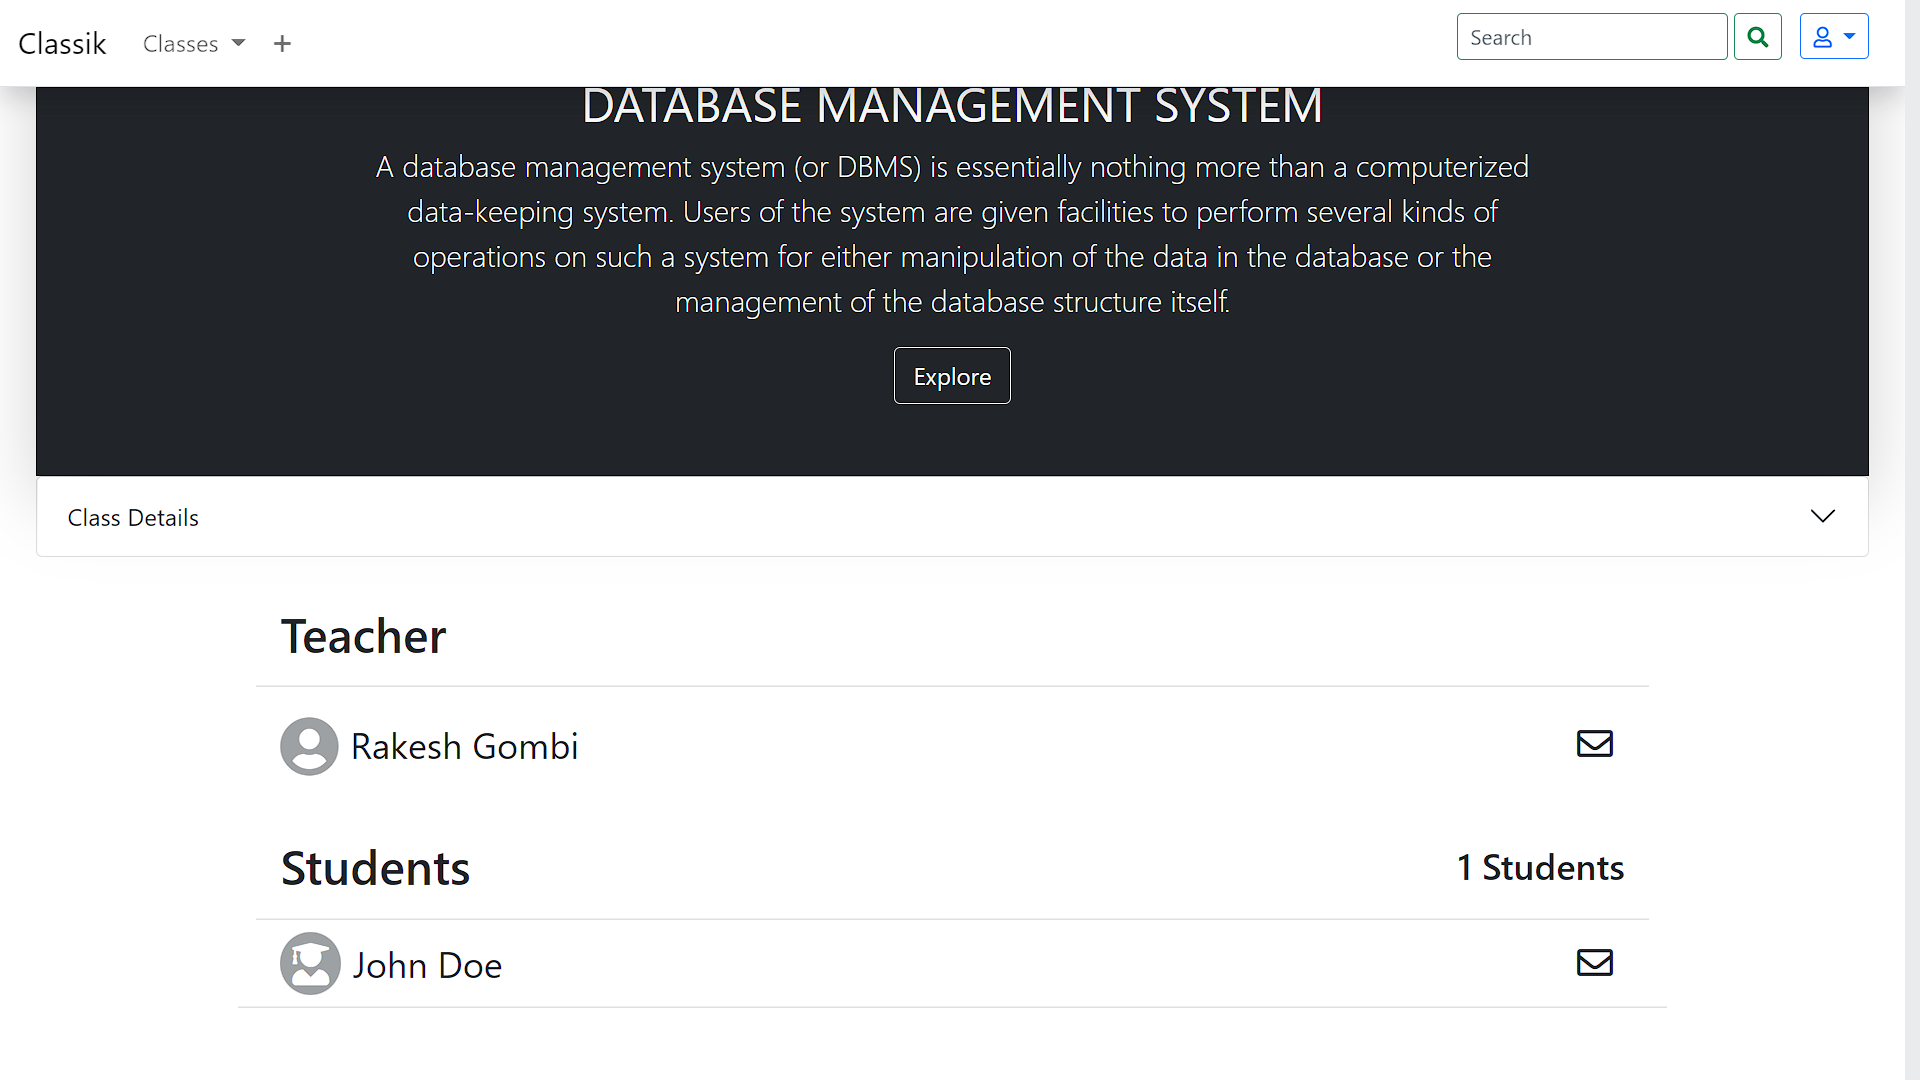 Classik Classes + Search
DATABASE MANAGEMENT SYSTEM
A database management system (or DBMS) is essentially nothing more than a computerized
data-keeping system. Users of the system are given facilities to perform several kinds of
operations on such a system for either manipulation of the data in the database or the
management of the database structure itself.
Explore
Class Details
Teacher
Rakesh Gombi
Students 1 Students
John Doe